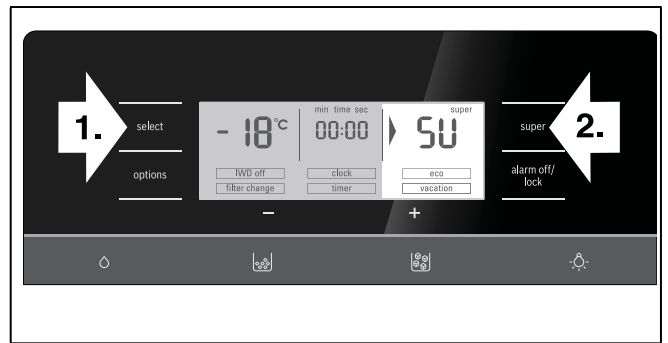 1.
select
options
- 18°C
min time sec
00:00
super
SU
IWD off
filter change
clock
timer
eco
vacation
super
2.
alarm off/
lock
−
+